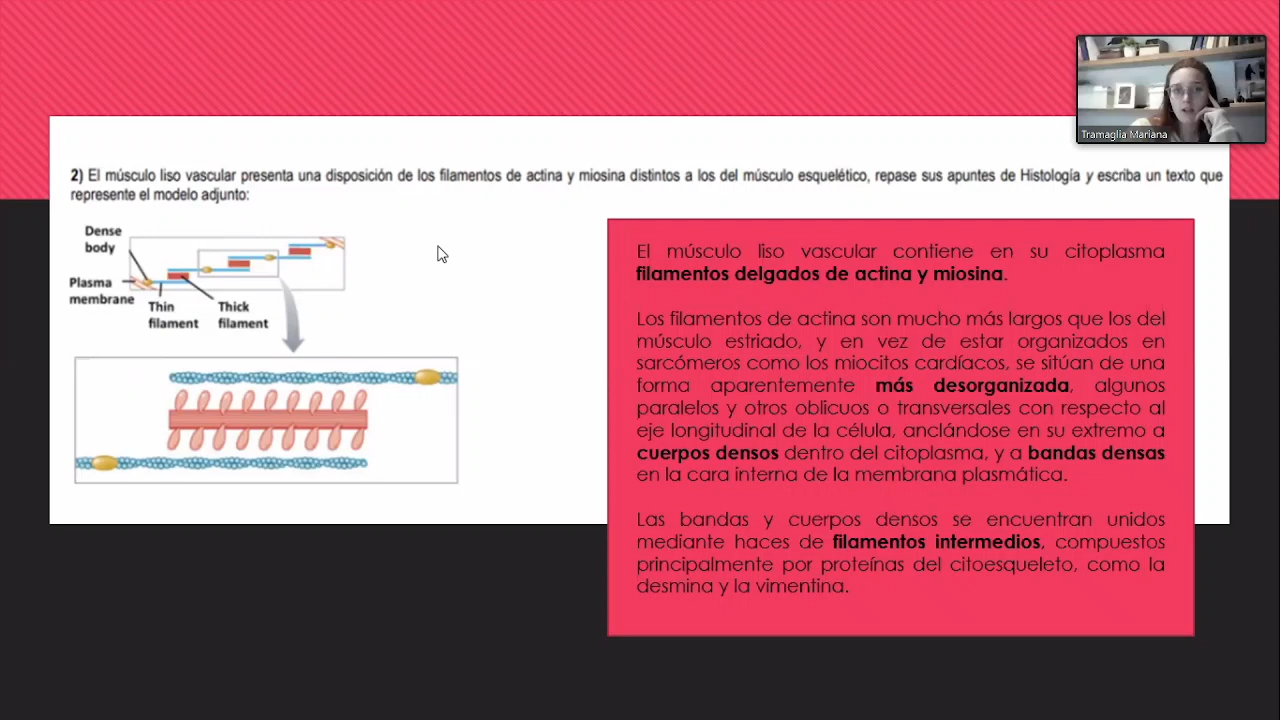 Tramaglia Mariana
2) El músculo liso vascular presenta una disposición de los filamentos de actina y miosina distintos a los del músculo esquelético, repase sus apuntes de Histología y escriba un texto que
represente el modelo adjunto:
Dense
body
Plasma
membrane
Thin
filament
Thick
filament
El músculo liso vascular contiene en su citoplasma
filamentos delgados de actina y miosina.
Los filamentos de actina son mucho más largos que los del
músculo estriado, y en vez de estar organizados en
sarcómeros como los miocitos cardíacos, se sitúan de una
forma aparentemente más desorganizada, algunos
paralelos y otros oblicuos o transversales con respecto al
eje longitudinal de la célula, anclándose en su extremo a
cuerpos densos dentro del citoplasma, y a bandas densas
en la cara interna de la membrana plasmática.
Las bandas y cuerpos densos se encuentran unidos
mediante haces de filamentos intermedios, compuestos
principalmente por proteínas del citoesqueleto, como la
desmina y la vimentina.